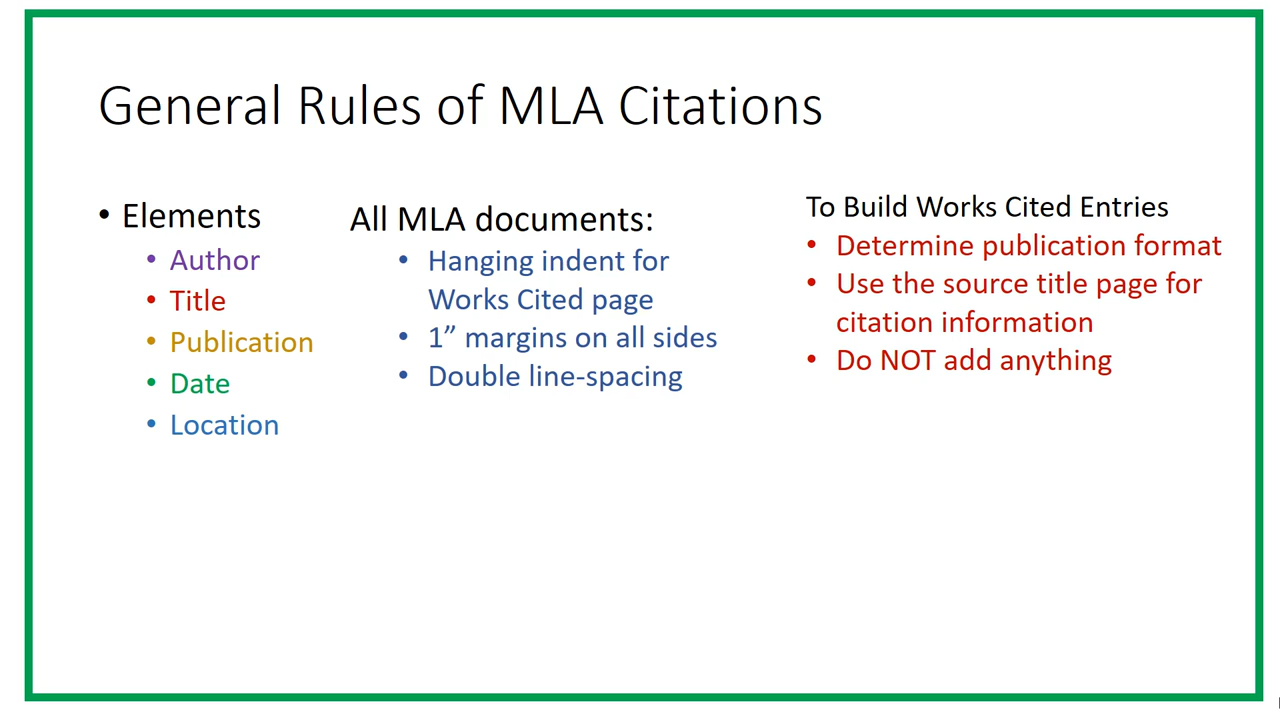 General Rules of MLA Citations
• Elements
• Author
• Title
• Publication
• Date
• Location
All MLA documents:
• Hanging indent for
Works Cited page
• 1” margins on all sides
• Double line-spacing
To Build Works Cited Entries
• Determine publication format
• Use the source title page for
citation information
• Do NOT add anything